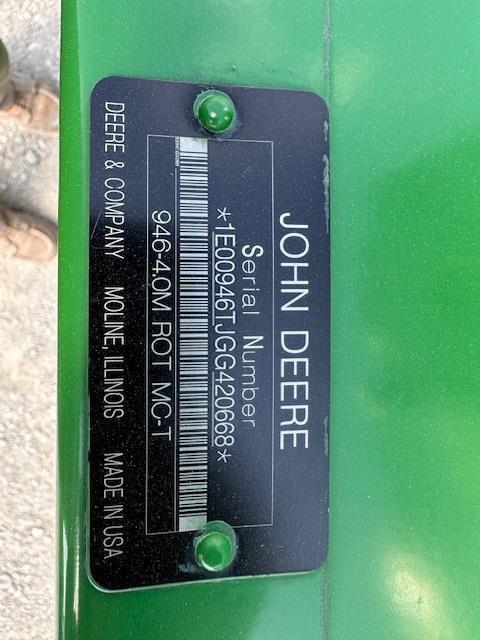 JOHN DEERE
Serial Number
*1E00946TJGG420668*
946-4.0M ROT MC-T
DEERE & COMPANY MOLINE, ILLINOIS MADE IN USA